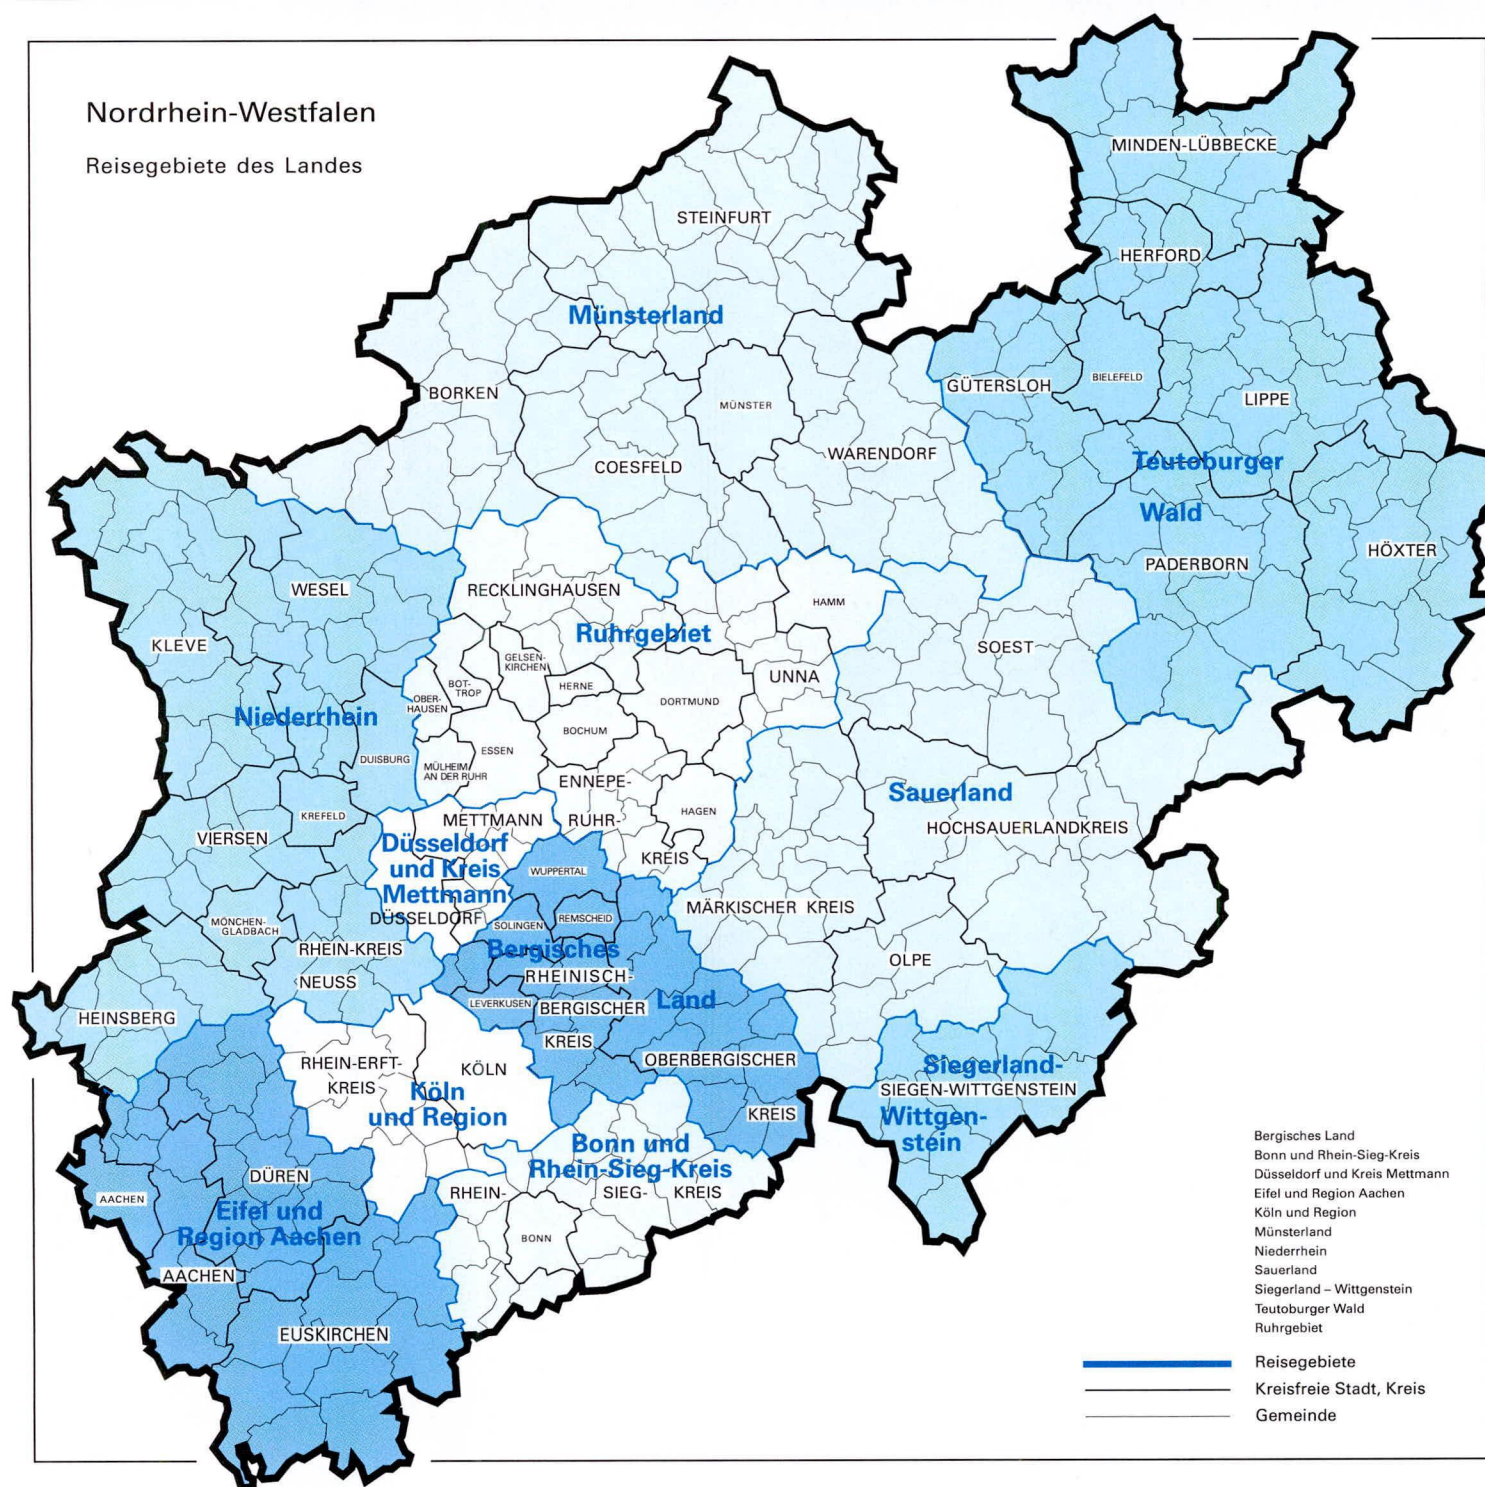 Nordrhein-Westfalen
Reisegebiete des Landes
MINDEN-LÜBBECKE
STEINFURT
HERFORD
Münsterland
BORKEN
MÜNSTER
GÜTERSLOH
BIELEFELD
LIPPE
COESFELD
WARENDORF
Teutoburger
Wald
WESEL
RECKLINGHAUSEN
HAMM
PADERBORN
HÖXTER
KLEVE
Ruhrgebiet
SOEST
GELSEN-
KIRCHEN
BOT-
TROP
HERNE
UNNA
OBER-
HAUSEN
DORTMUND
Niederrhein
BOCHUM
DUISBURG
ESSEN
MÜLHEIM
AN DER RUHR
ENNEPE-
RUHR-
KREIS
HAGEN
Sauerland
HOCHSAUERLANDKREIS
VIERSEN
KREFELD
METTMANN
Düsseldorf
und Kreis
Mettmann
DÜSSELDORF
WUPPERTAL
MÄRKISCHER KREIS
MÖNCHEN-
GLADBACH
SOLINGEN
REMSCHEID
RHEIN-KREIS
NEUSS
Bergisches
Land
OLPE
RHEINISCH-
BERGISCHER
KREIS
LEVERKUSEN
HEINSBERG
OBERBERGISCHER
KREIS
RHEIN-ERFT-
KREIS
KÖLN
Köln
und Region
Siegerland-
SIEGEN-WITTGENSTEIN
Wittgen-
stein
Bonn und
Rhein-Sieg-Kreis
RHEIN-
SIEG-
KREIS
BONN
DÜREN
AACHEN
Eifel und
Region Aachen
AACHEN
EUSKIRCHEN
Bergisches Land
Bonn und Rhein-Sieg-Kreis
Düsseldorf und Kreis Mettmann
Eifel und Region Aachen
Köln und Region
Münsterland
Niederrhein
Sauerland
Siegerland – Wittgenstein
Teutoburger Wald
Ruhrgebiet
Reisegebiete
Kreisfreie Stadt, Kreis
Gemeinde